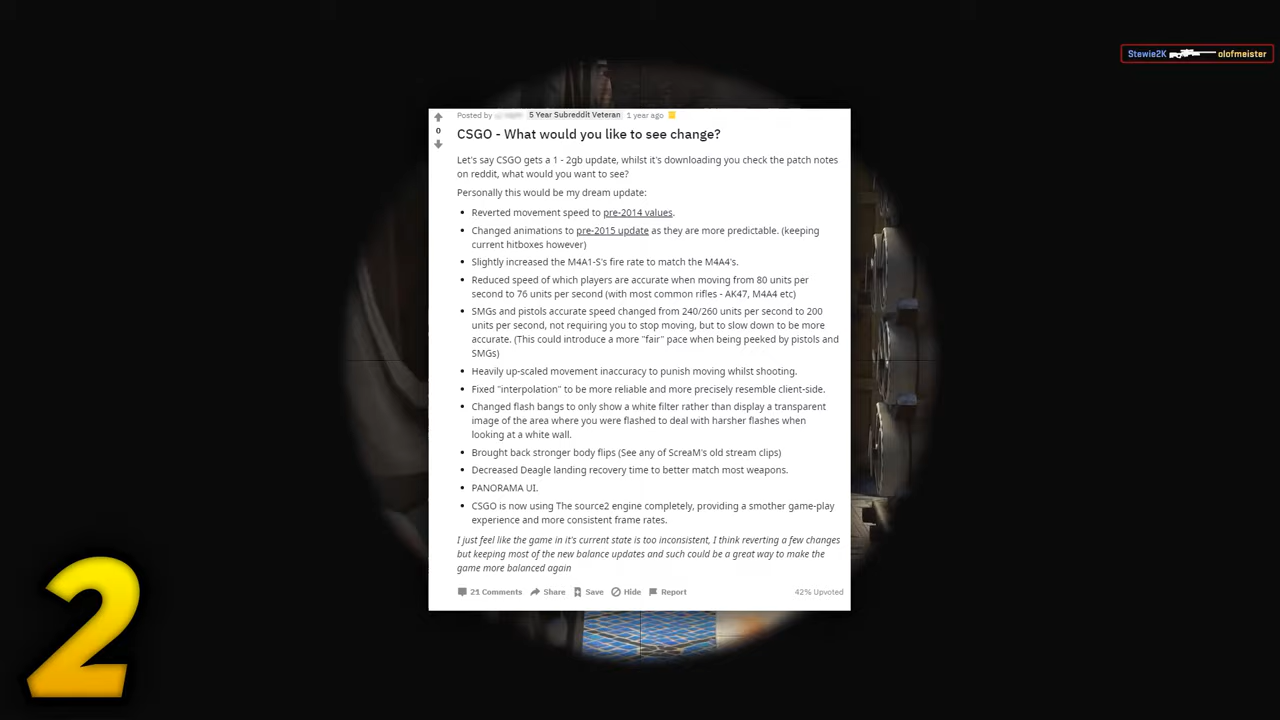 Stewie2K olofmeister
Posted by 5 Year Subreddit Veteran 1 year ago
0
CSGO - What would you like to see change?
Let's say CSGO gets a 1 - 2gb update, whilst it's downloading you check the patch notes
on reddit, what would you want to see?
Personally this would be my dream update:
• Reverted movement speed to pre-2014 values.
• Changed animations to pre-2015 update as they are more predictable. (keeping
current hitboxes however)
• Slightly increased the M4A1-S's fire rate to match the M4A4's.
• Reduced speed of which players are accurate when moving from 80 units per
second to 76 units per second (with most common rifles - AK47, M4A4 etc)
• SMGs and pistols accurate speed changed from 240/260 units per second to 200
units per second, not requiring you to stop moving, but to slow down to be more
accurate. (This could introduce a more "fair" pace when being peeked by pistols and
SMGs)
• Heavily up-scaled movement inaccuracy to punish moving whilst shooting.
• Fixed "interpolation" to be more reliable and more precisely resemble client-side.
• Changed flash bangs to only show a white filter rather than display a transparent
image of the area where you were flashed to deal with harsher flashes when
looking at a white wall.
• Brought back stronger body flips (See any of ScreaM's old stream clips)
• Decreased Deagle landing recovery time to better match most weapons.
• PANORAMA UI.
• CSGO is now using The source2 engine completely, providing a smother game-play
experience and more consistent frame rates.
I just feel like the game in it's current state is too inconsistent, I think reverting a few changes
but keeping most of the new balance updates and such could be a great way to make the
game more balanced again
21 Comments Share Save Hide Report 42% Upvoted
2